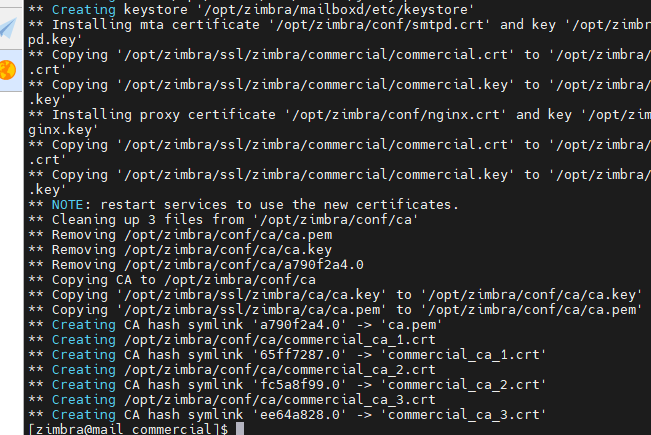 ** Creating keystore '/opt/zimbra/mailboxd/etc/keystore'
** Installing mta certificate '/opt/zimbra/conf/smtpd.crt' and key '/opt/zimbr
pd.key'
** Copying '/opt/zimbra/ssl/zimbra/commercial/commercial.crt' to '/opt/zimbra/
.crt'
** Copying '/opt/zimbra/ssl/zimbra/commercial/commercial.key' to '/opt/zimbra/
.key'
** Installing proxy certificate '/opt/zimbra/conf/nginx.crt' and key '/opt/zim
ginx.key'
** Copying '/opt/zimbra/ssl/zimbra/commercial/commercial.crt' to '/opt/zimbra/
.crt'
** Copying '/opt/zimbra/ssl/zimbra/commercial/commercial.key' to '/opt/zimbra/
.key'
** NOTE: restart services to use the new certificates.
** Cleaning up 3 files from '/opt/zimbra/conf/ca'
** Removing /opt/zimbra/conf/ca/ca.pem
** Removing /opt/zimbra/conf/ca/ca.key
** Removing /opt/zimbra/conf/ca/a790f2a4.0
** Copying CA to /opt/zimbra/conf/ca
** Copying '/opt/zimbra/ssl/zimbra/ca/ca.key' to '/opt/zimbra/conf/ca/ca.key'
** Copying '/opt/zimbra/ssl/zimbra/ca/ca.pem' to '/opt/zimbra/conf/ca/ca.pem'
** Creating CA hash symlink 'a790f2a4.0' -> 'ca.pem'
** Creating /opt/zimbra/conf/ca/commercial_ca_1.crt
** Creating CA hash symlink '65ff7287.0' -> 'commercial_ca_1.crt'
** Creating /opt/zimbra/conf/ca/commercial_ca_2.crt
** Creating CA hash symlink 'fc5a8f99.0' -> 'commercial_ca_2.crt'
** Creating /opt/zimbra/conf/ca/commercial_ca_3.crt
** Creating CA hash symlink 'ee64a828.0' -> 'commercial_ca_3.crt'
[zimbra@mail commercial]$